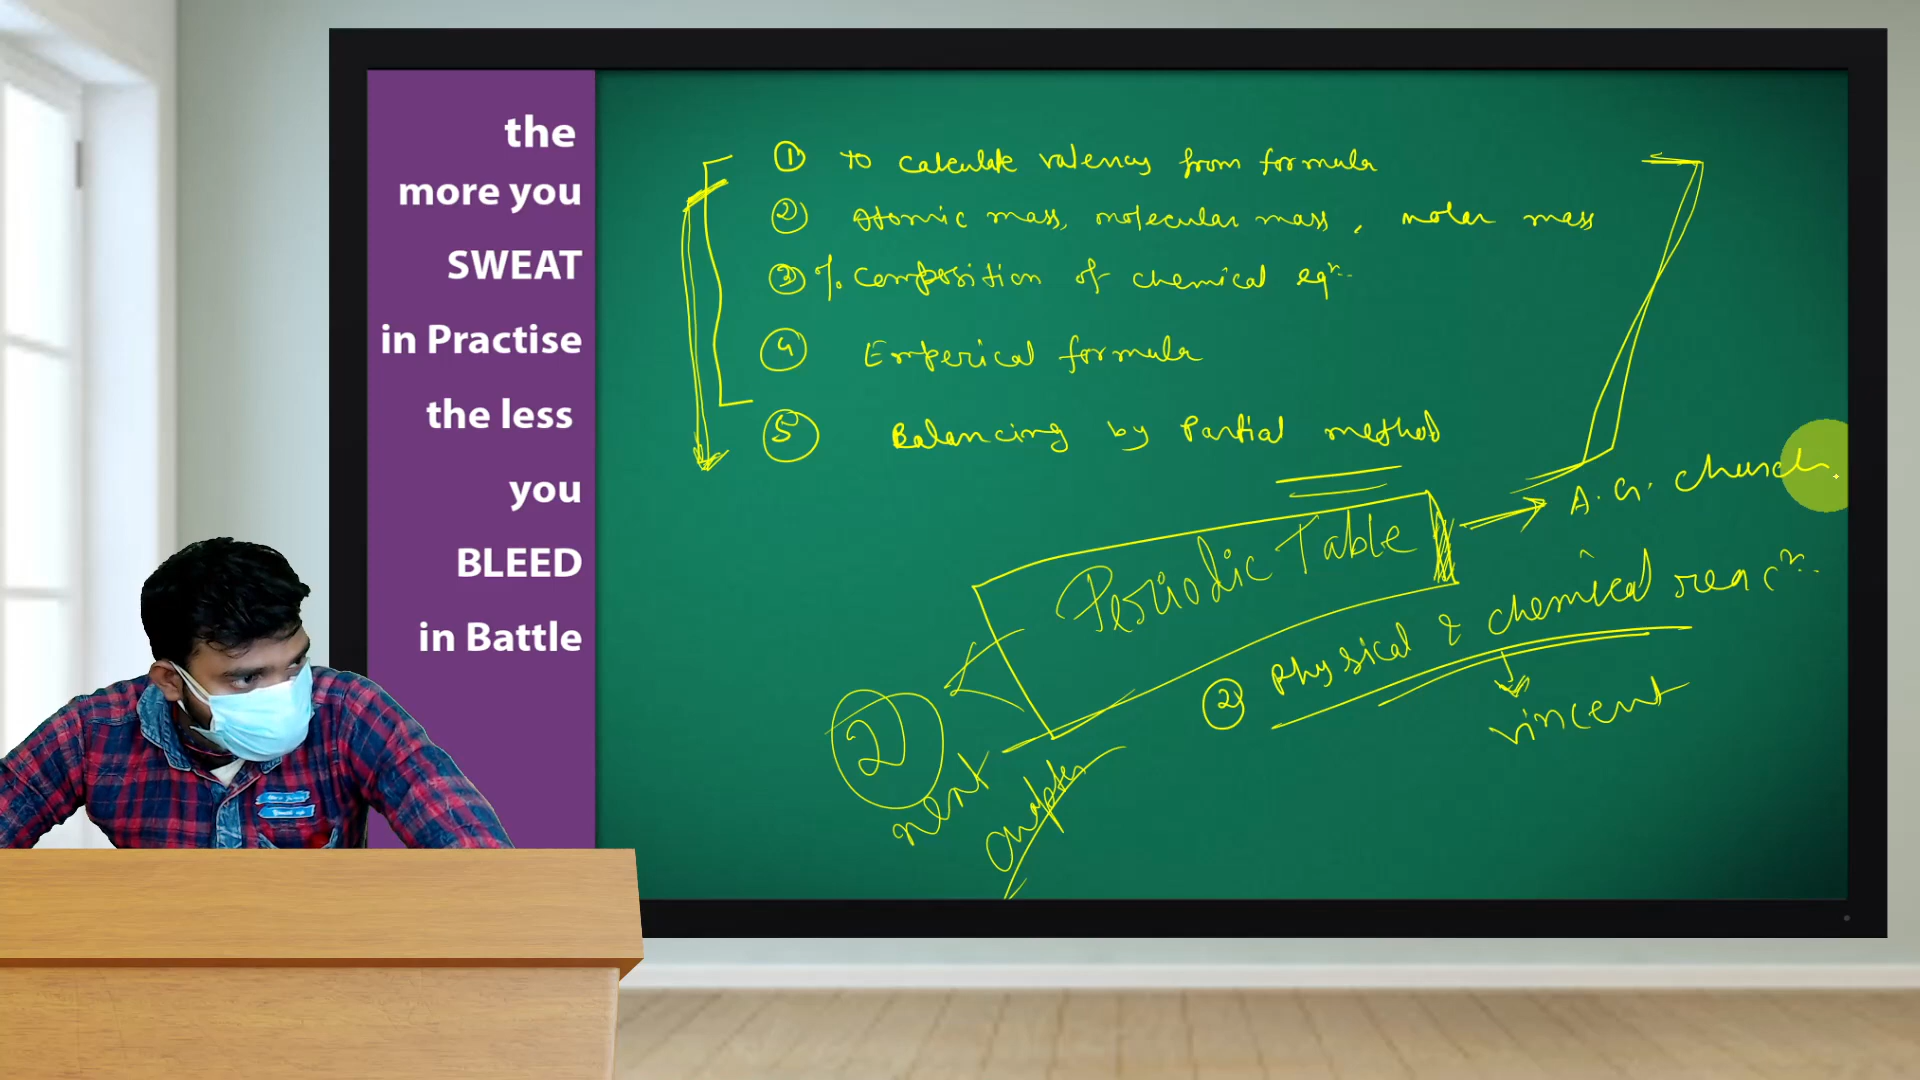 the
more you
SWEAT
in Practise
the less
you
BLEED
in Battle
① to calculate valency from formula
② Atomic mass, molecular mass, molar mass
③ % composition of chemical eqⁿ..
④ Emperical formula
⑤ Balancing by Partial method
Periodic Table → A.G. church
② Physical & chemical reacⁿ..
vincent
2
next
chapter